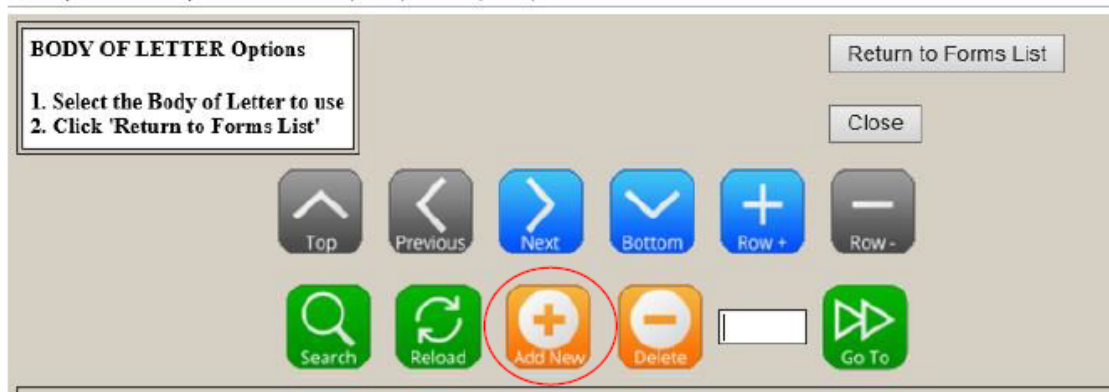 BODY OF LETTER Options
1. Select the Body of Letter to use
2. Click 'Return to Forms List'
Return to Forms List
Close
Top
Previous
Next
Bottom
Row +
Row -
Search
Reload
Add New
Delete
Go To